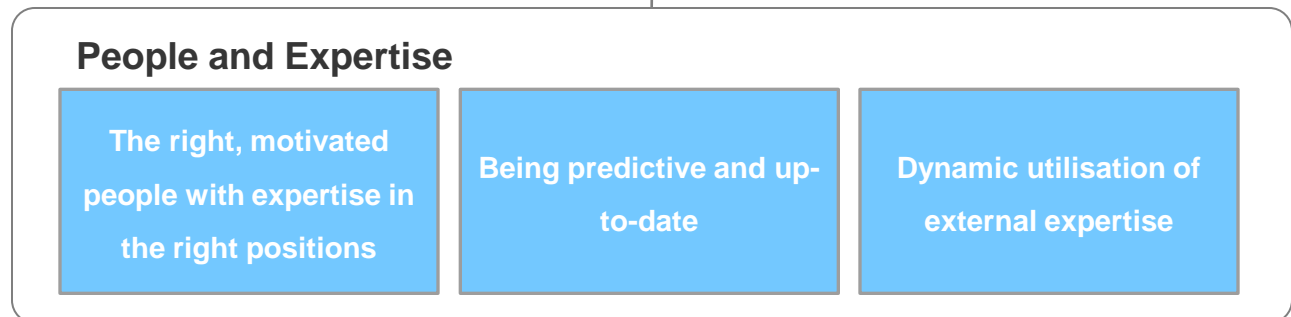 People and Expertise
The right, motivated
people with expertise in
the right positions
Being predictive and up-
to-date
Dynamic utilisation of
external expertise